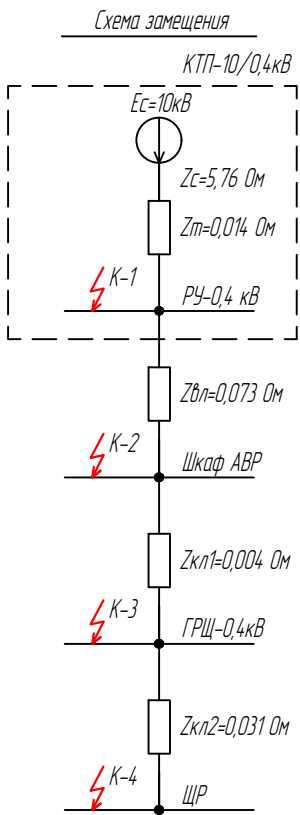 Схема замещения
КТП-10/0,4кВ
Ес=10кВ
Zс=5,76 Ом
Zт=0,014 Ом
К-1
РУ-0,4 кВ
Zвл=0,073 Ом
К-2
Шкаф АВР
Zкл1=0,004 Ом
К-3
ГРЩ-0,4кВ
Zкл2=0,031 Ом
К-4
ЩР